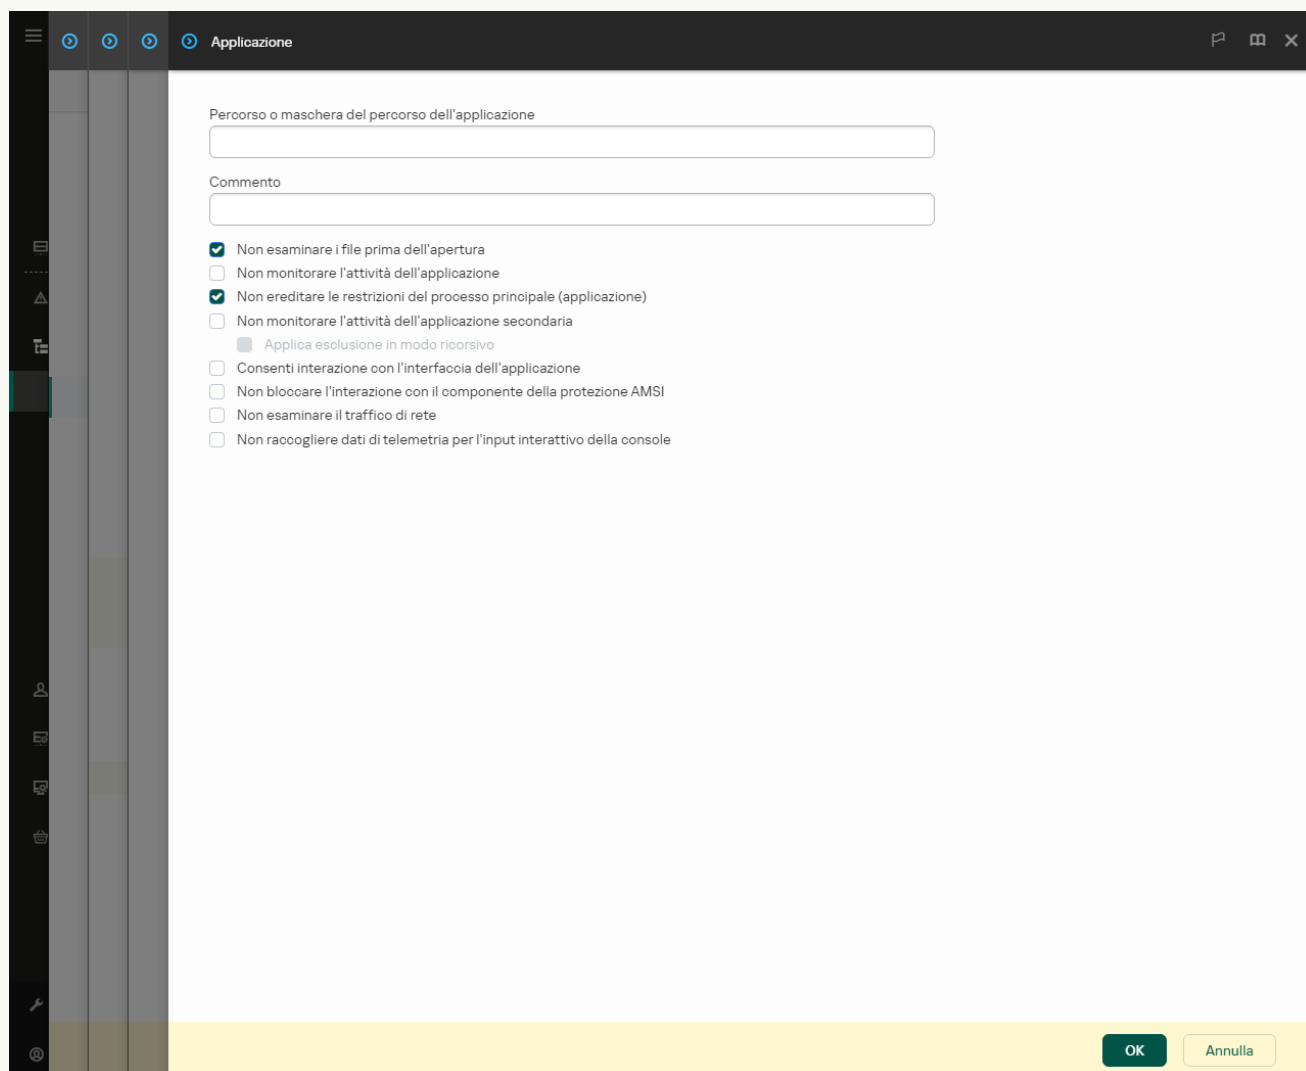 Applicazione
Percorso o maschera del percorso dell'applicazione
Commento
Non esaminare i file prima dell'apertura
Non monitorare l'attività dell'applicazione
Non ereditare le restrizioni del processo principale (applicazione)
Non monitorare l'attività dell'applicazione secondaria
Applica esclusione in modo ricorsivo
Consenti interazione con l'interfaccia dell'applicazione
Non bloccare l'interazione con il componente della protezione AMSI
Non esaminare il traffico di rete
Non raccogliere dati di telemetria per l'input interattivo della console
OK
Annulla